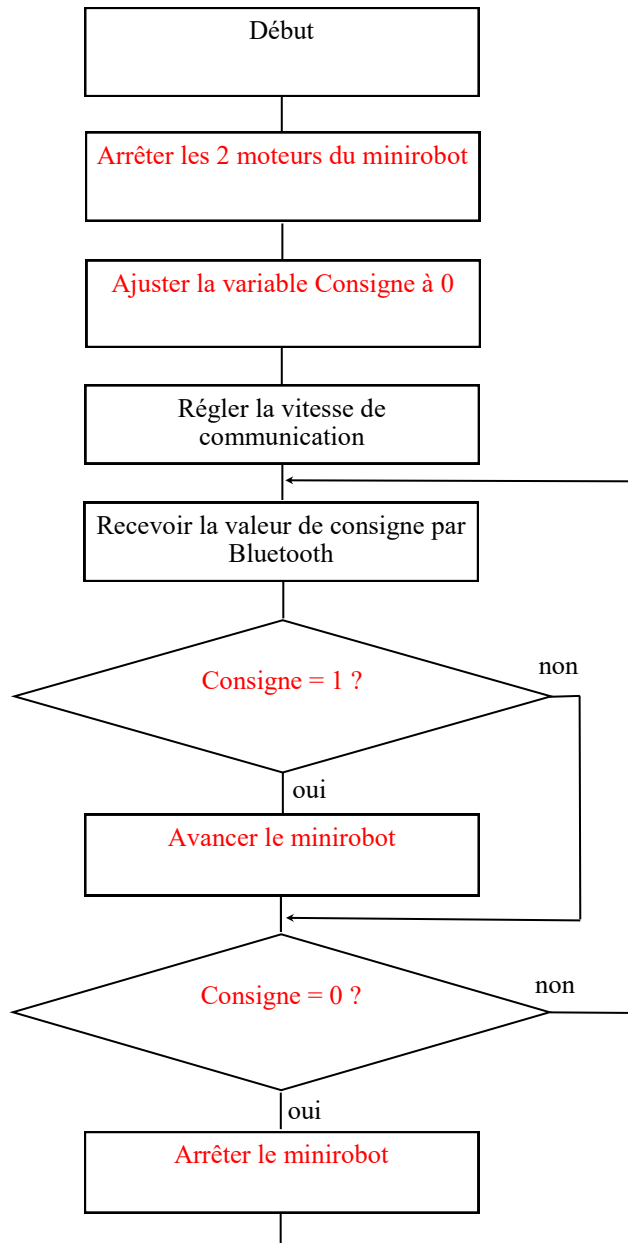 Début
Arrêter les 2 moteurs du minirobot
Ajuster la variable Consigne à 0
Régler la vitesse de
communication
Recevoir la valeur de consigne par
Bluetooth
Consigne = 1 ?
non
oui
Avancer le minirobot
Consigne = 0 ?
non
oui
Arrêter le minirobot